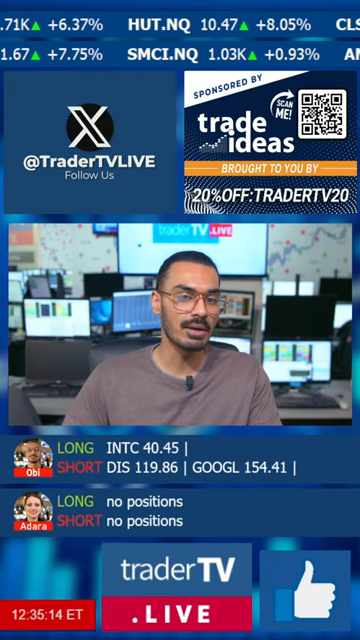 .71K▲ +6.37% HUT.NQ 10.47▲ +8.05% CLS
1.67▲ +7.75% SMCI.NQ 1.03K▲ +0.93% AM
@TraderTVLIVE
Follow Us
SPONSORED BY
SCAN
ME!
trade
ideas
BROUGHT TO YOU BY
20%OFF:TRADERTV20
traderTV.LIVE
LONG INTC 40.45 |
SHORT DIS 119.86 | GOOGL 154.41 |
Obi
LONG no positions
SHORT no positions
Adara
traderTV
.LIVE
12:35:14 ET